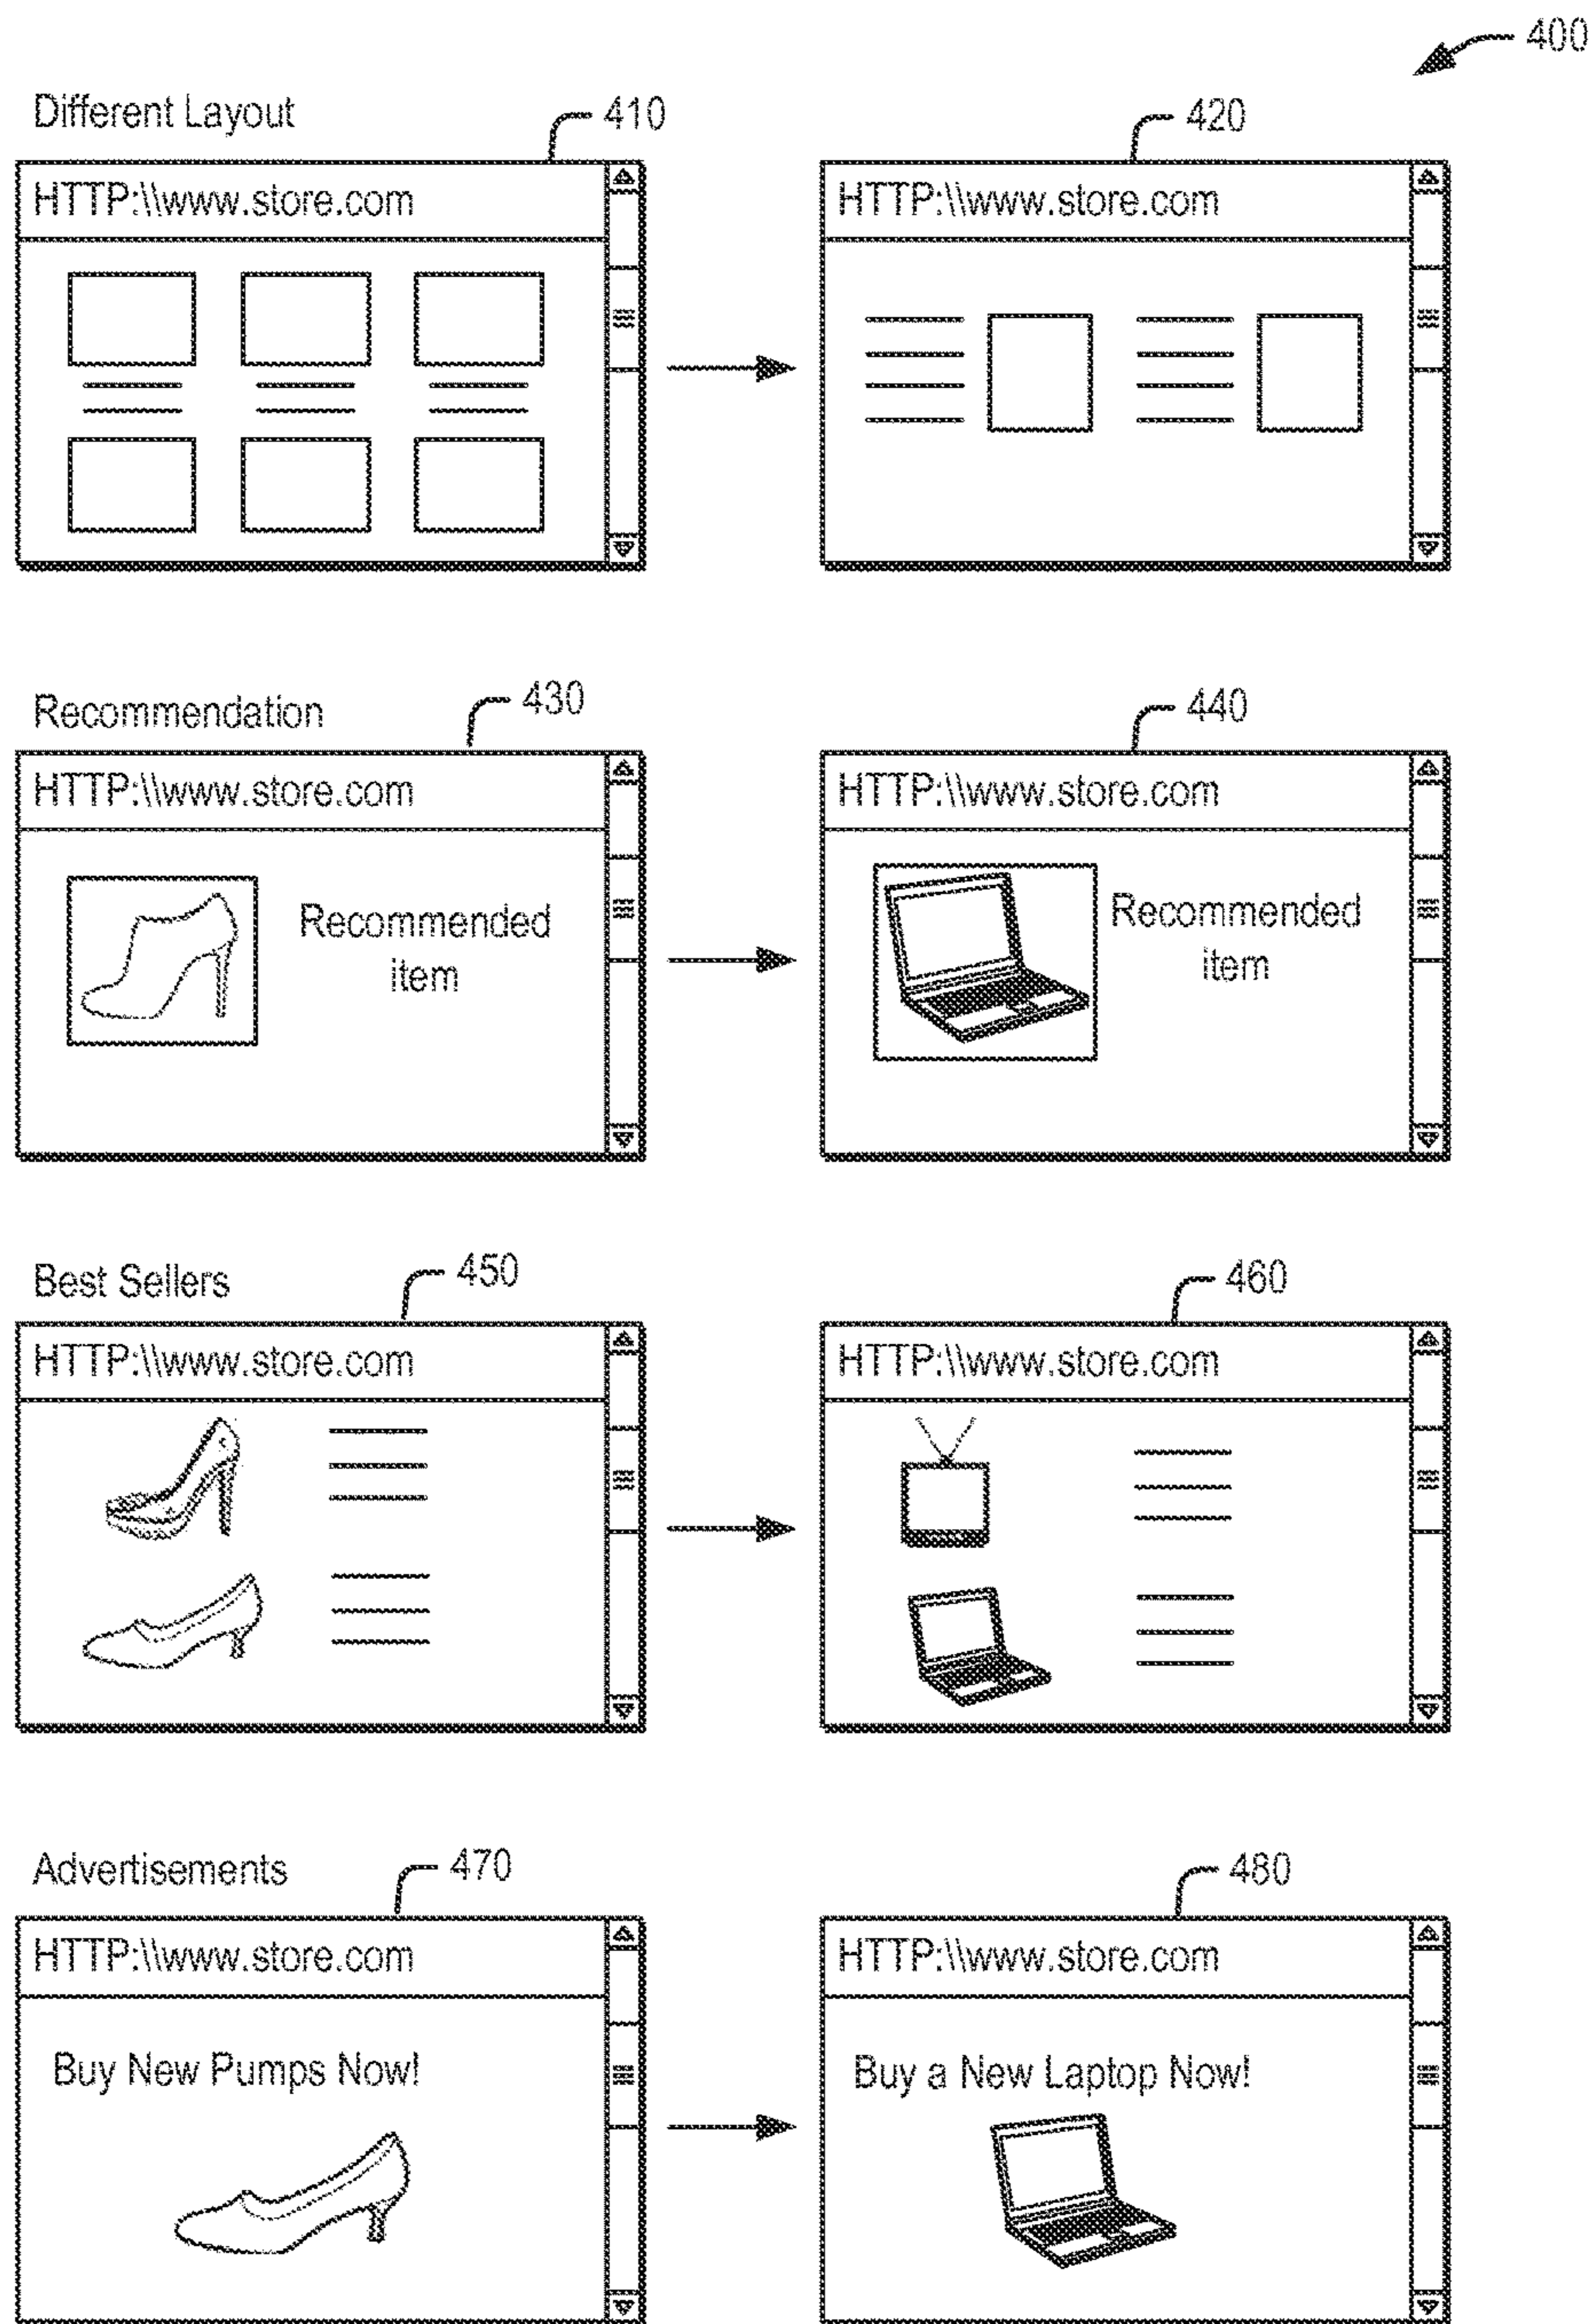 400
Different Layout
410
420
HTTP:\\www.store.com
HTTP:\\www.store.com
Recommendation
430
440
HTTP:\\www.store.com
HTTP:\\www.store.com
Recommended
item
Recommended
item
Best Sellers
450
460
HTTP:\\www.store.com
HTTP:\\www.store.com
Advertisements
470
480
HTTP:\\www.store.com
HTTP:\\www.store.com
Buy New Pumps Now!
Buy a New Laptop Now!